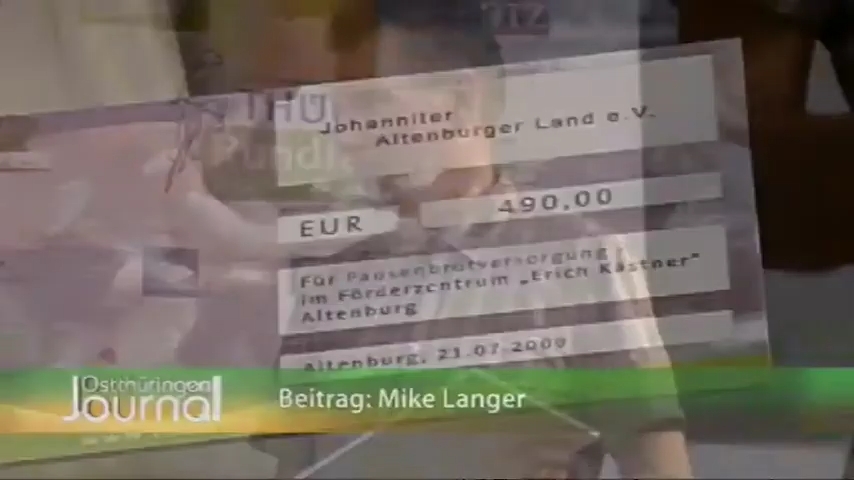 Johanniter
Altenburger Land e.V.
EUR
490,00
Für Pausenbrotversorgung
im Förderzentrum „Erich Kästner"
Altenburg
Altenburg, 21.07.2009
Ostthüringen
Journal
Beitrag: Mike Langer